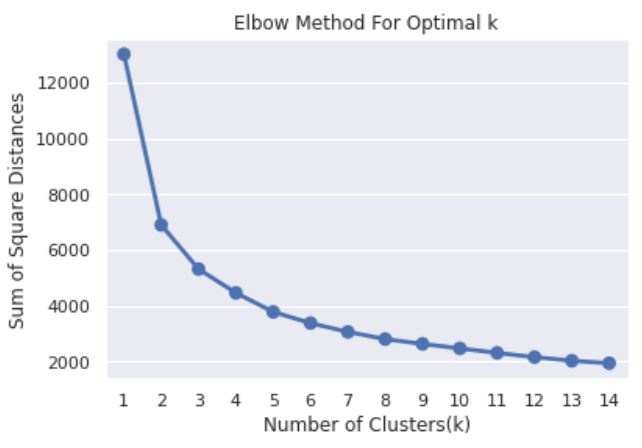 Elbow Method For Optimal k
Sum of Square Distances
12000
10000
8000
6000
4000
2000
1 2 3 4 5 6 7 8 9 10 11 12 13 14
Number of Clusters(k)